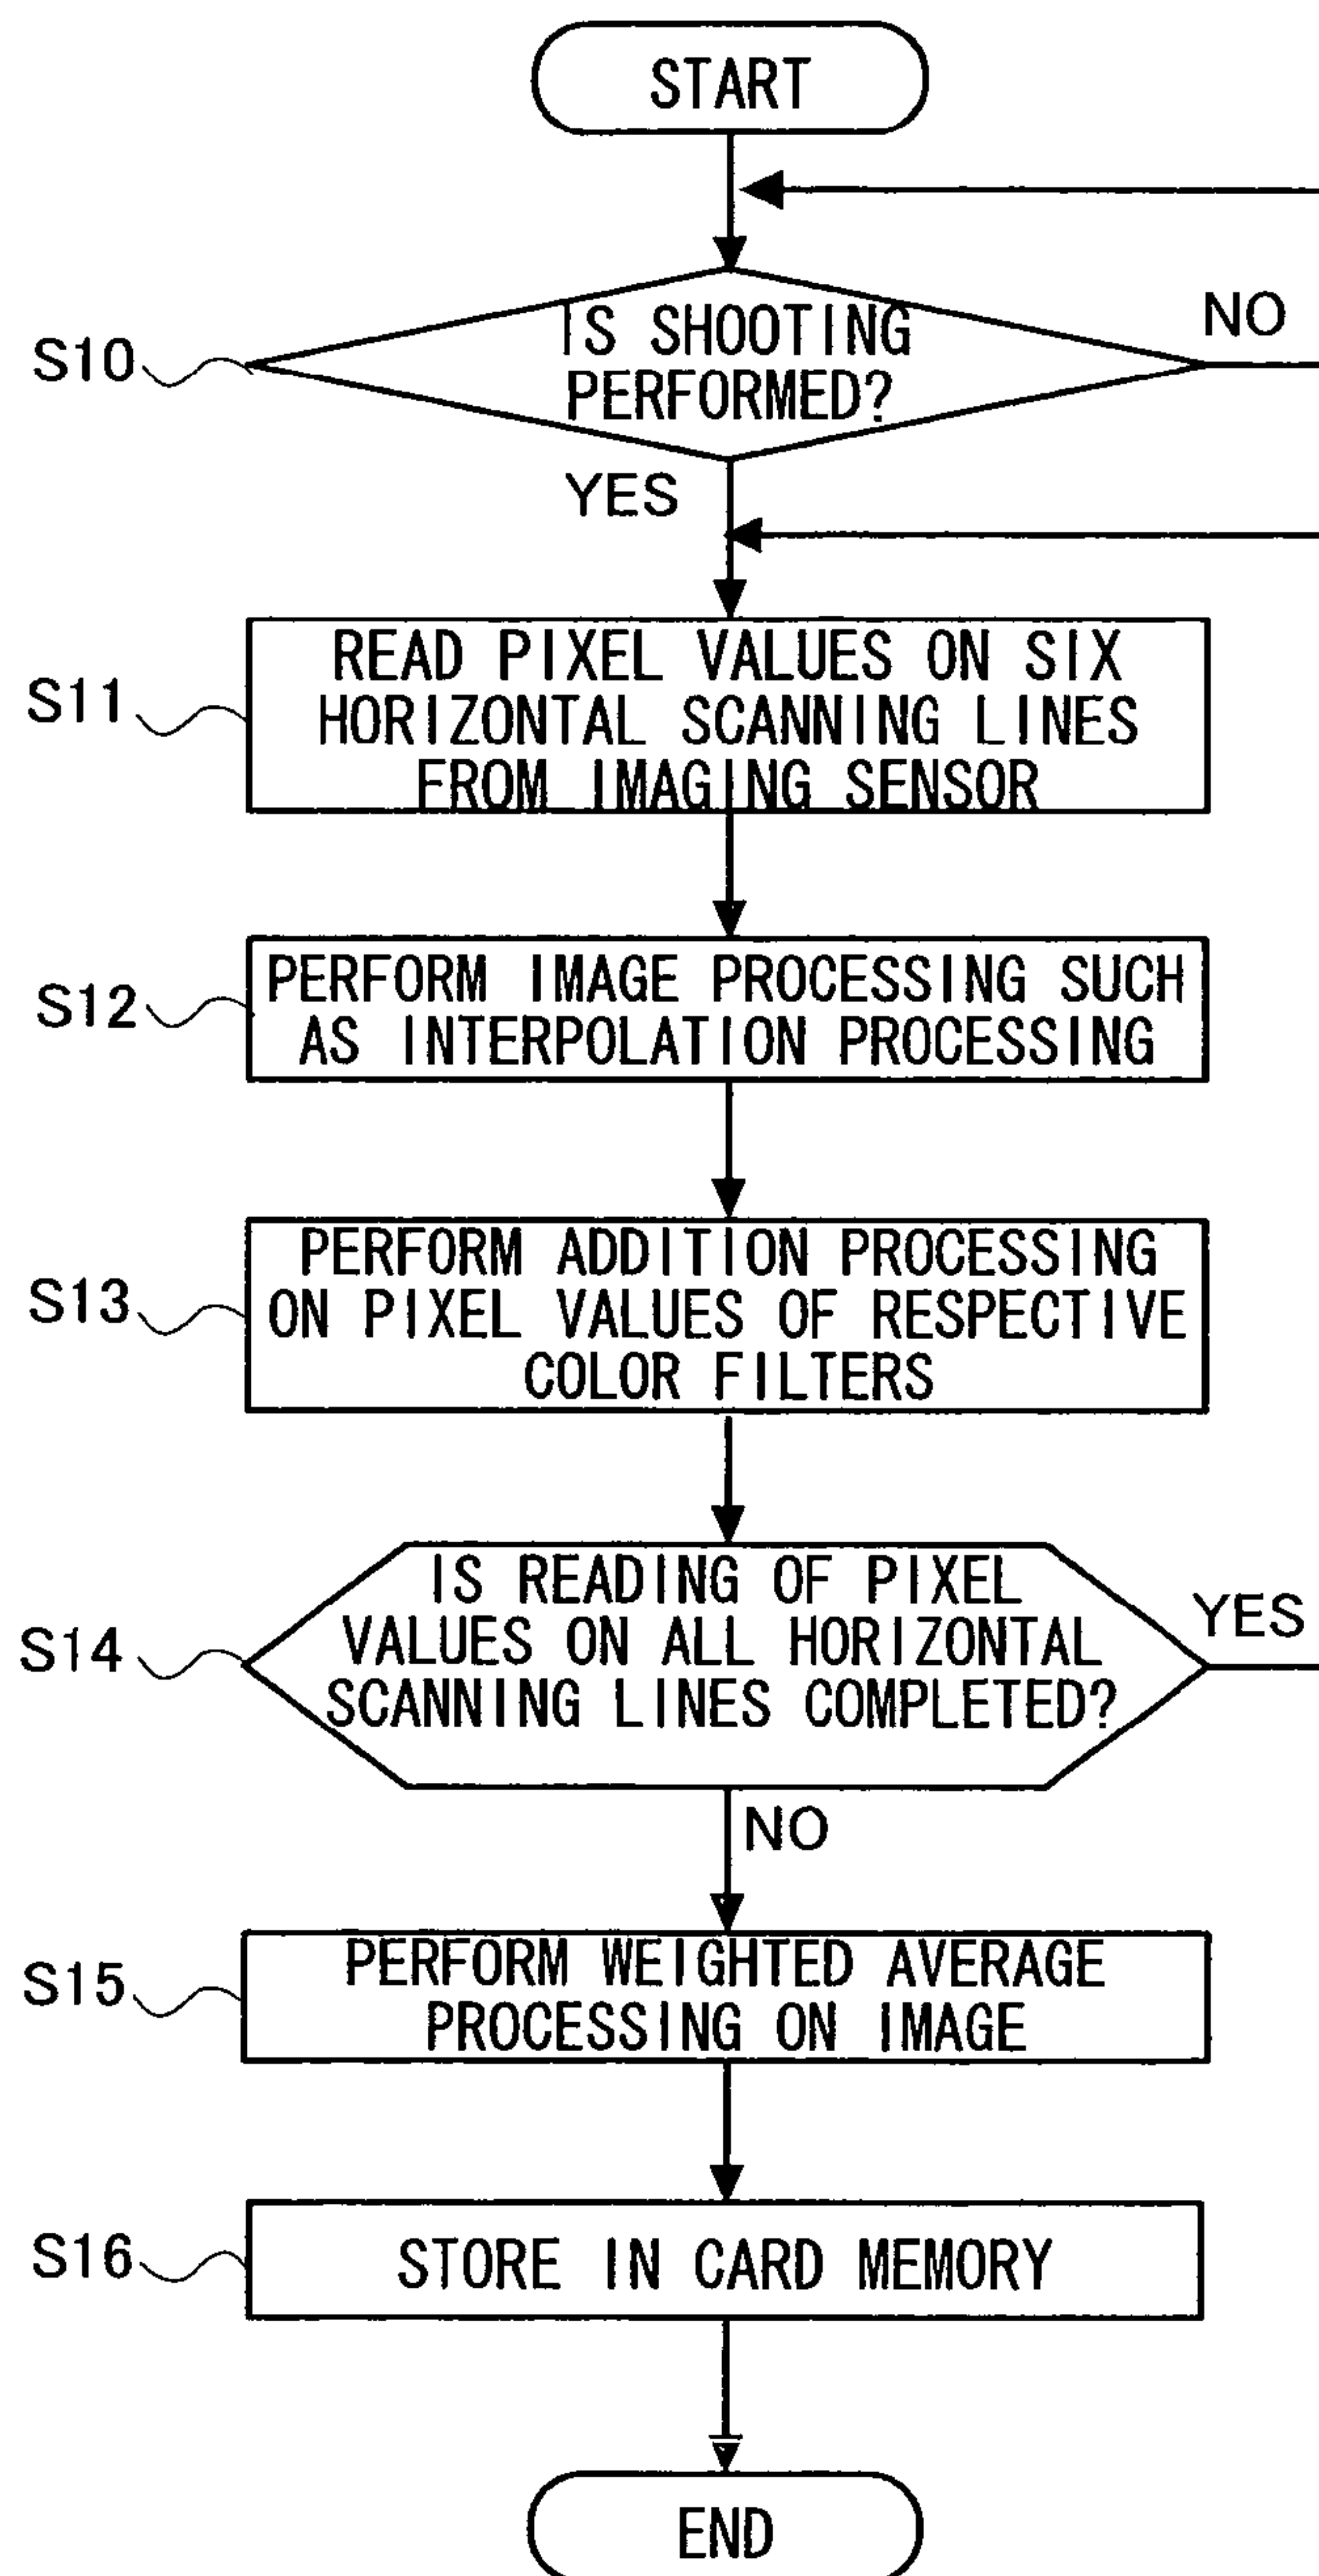 START
IS SHOOTING
PERFORMED?
NO
S10
YES
READ PIXEL VALUES ON SIX
HORIZONTAL SCANNING LINES
FROM IMAGING SENSOR
S11
PERFORM IMAGE PROCESSING SUCH
AS INTERPOLATION PROCESSING
S12
PERFORM ADDITION PROCESSING
ON PIXEL VALUES OF RESPECTIVE
COLOR FILTERS
S13
IS READING OF PIXEL
VALUES ON ALL HORIZONTAL
SCANNING LINES COMPLETED?
YES
S14
NO
PERFORM WEIGHTED AVERAGE
PROCESSING ON IMAGE
S15
STORE IN CARD MEMORY
S16
END